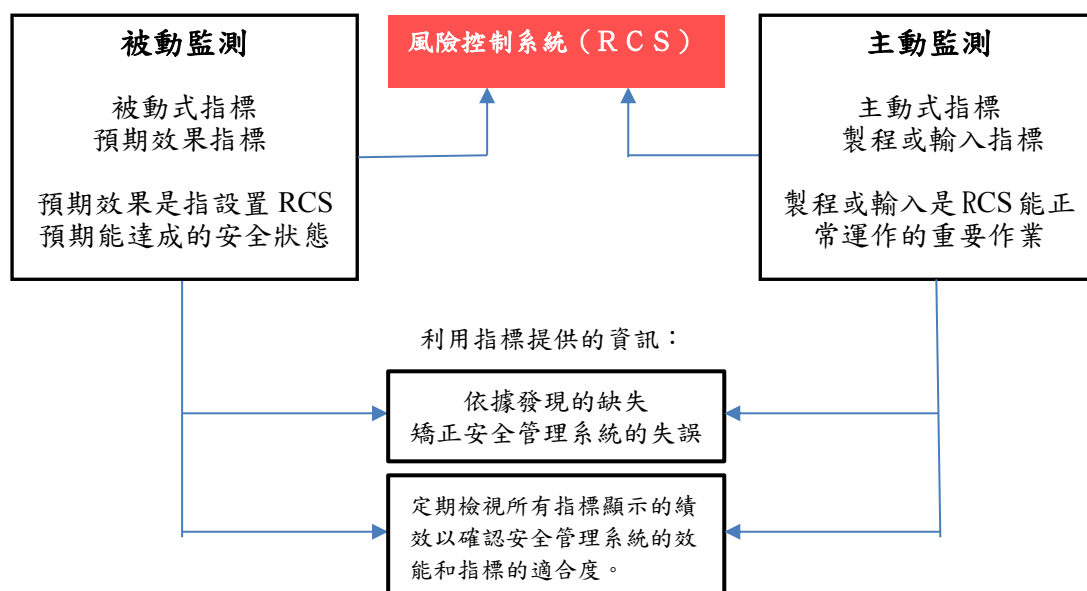 被動監測
被動式指標
預期效果指標
預期效果是指設置 RCS
預期能達成的安全狀態
風險控制系統（ＲＣＳ）
主動監測
主動式指標
製程或輸入指標
製程或輸入是 RCS 能正
常運作的重要作業
利用指標提供的資訊：
依據發現的缺失
矯正安全管理系統的失誤
定期檢視所有指標顯示的績
效以確認安全管理系統的效
能和指標的適合度。